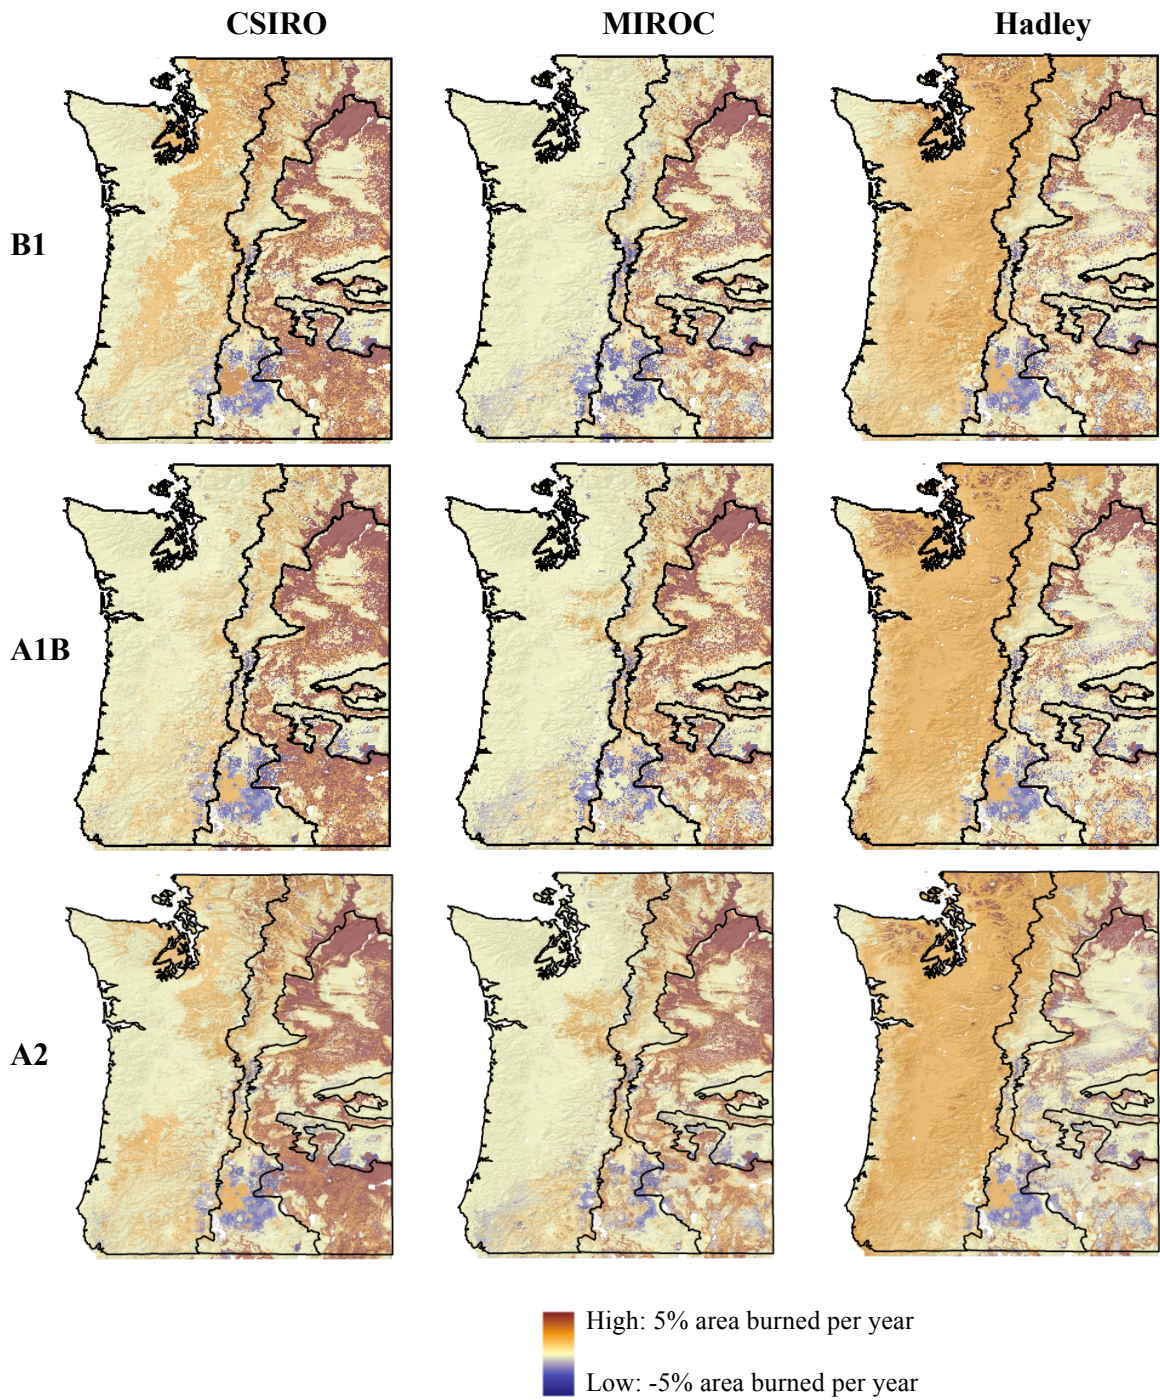 CSIRO MIROC Hadley
B1
A1B
A2
High: 5% area burned per year
Low: -5% area burned per year